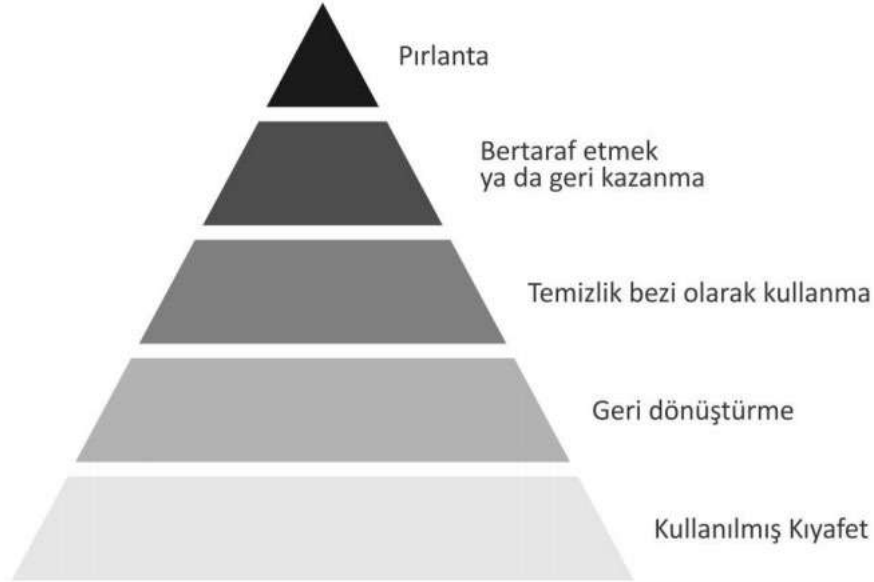 Pırlanta
Bertaraf etmek
ya da geri kazanma
Temizlik bezi olarak kullanma
Geri dönüştürme
Kullanılmış Kıyafet